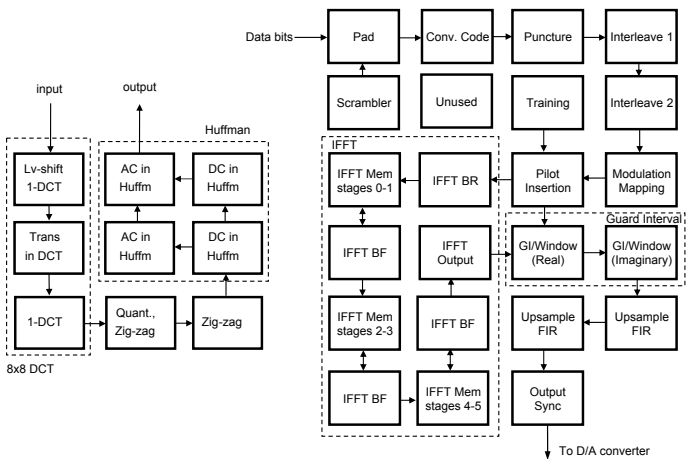 input
output
Huffman
Lv-shift
1-DCT
AC in
Huffm
DC in
Huffm
Trans
in DCT
AC in
Huffm
DC in
Huffm
1-DCT
Quant.,
Zig-zag
Zig-zag
8x8 DCT
Data bits
Pad
Conv. Code
Puncture
Interleave 1
Scrambler
Unused
Training
Interleave 2
IFFT
IFFT Mem
stages 0-1
IFFT BR
Pilot
Insertion
Modulation
Mapping
Guard Interval
IFFT BF
IFFT
Output
GI/Window
(Real)
GI/Window
(Imaginary)
IFFT Mem
stages 2-3
IFFT BF
Upsample
FIR
Upsample
FIR
IFFT BF
IFFT Mem
stages 4-5
Output
Sync
To D/A converter